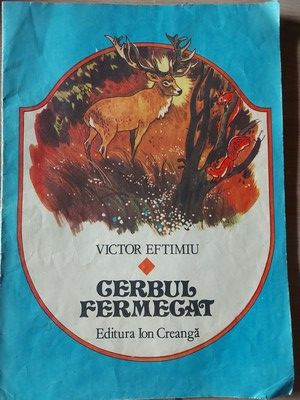 VICTOR EFTIMIU
CERBUL
FERMECAT
Editura Ion Creangă